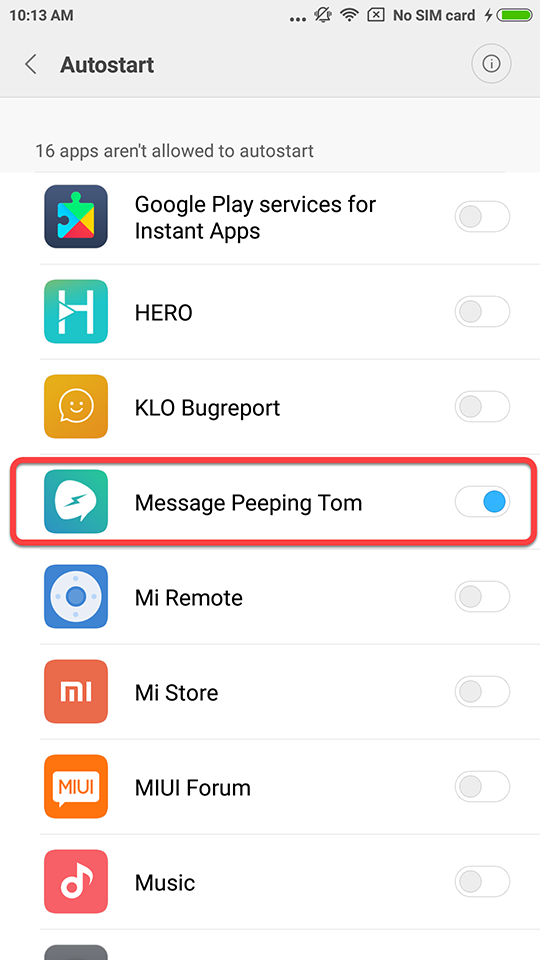 10:13 AM
No SIM card
Autostart
16 apps aren't allowed to autostart
Google Play services for
Instant Apps
HERO
KLO Bugreport
Message Peeping Tom
Mi Remote
Mi Store
MIUI
MIUI Forum
Music